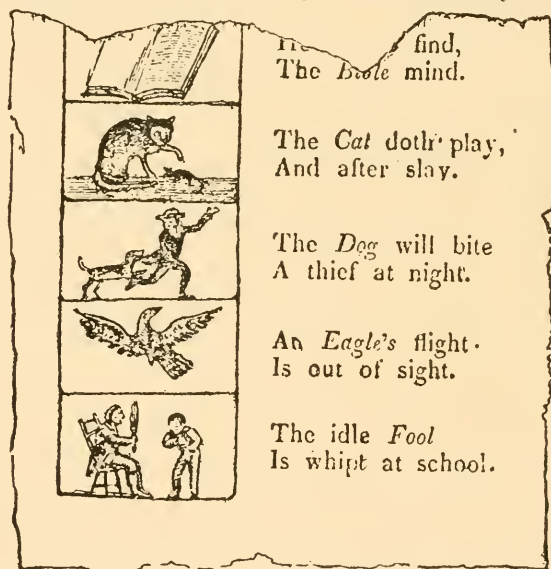 find,
The Bible mind.
The Cat doth play,
And after slay.
The Dog will bite
A thief at night.
An Eagle's flight
Is out of sight.
The idle Fool
Is whipt at school.